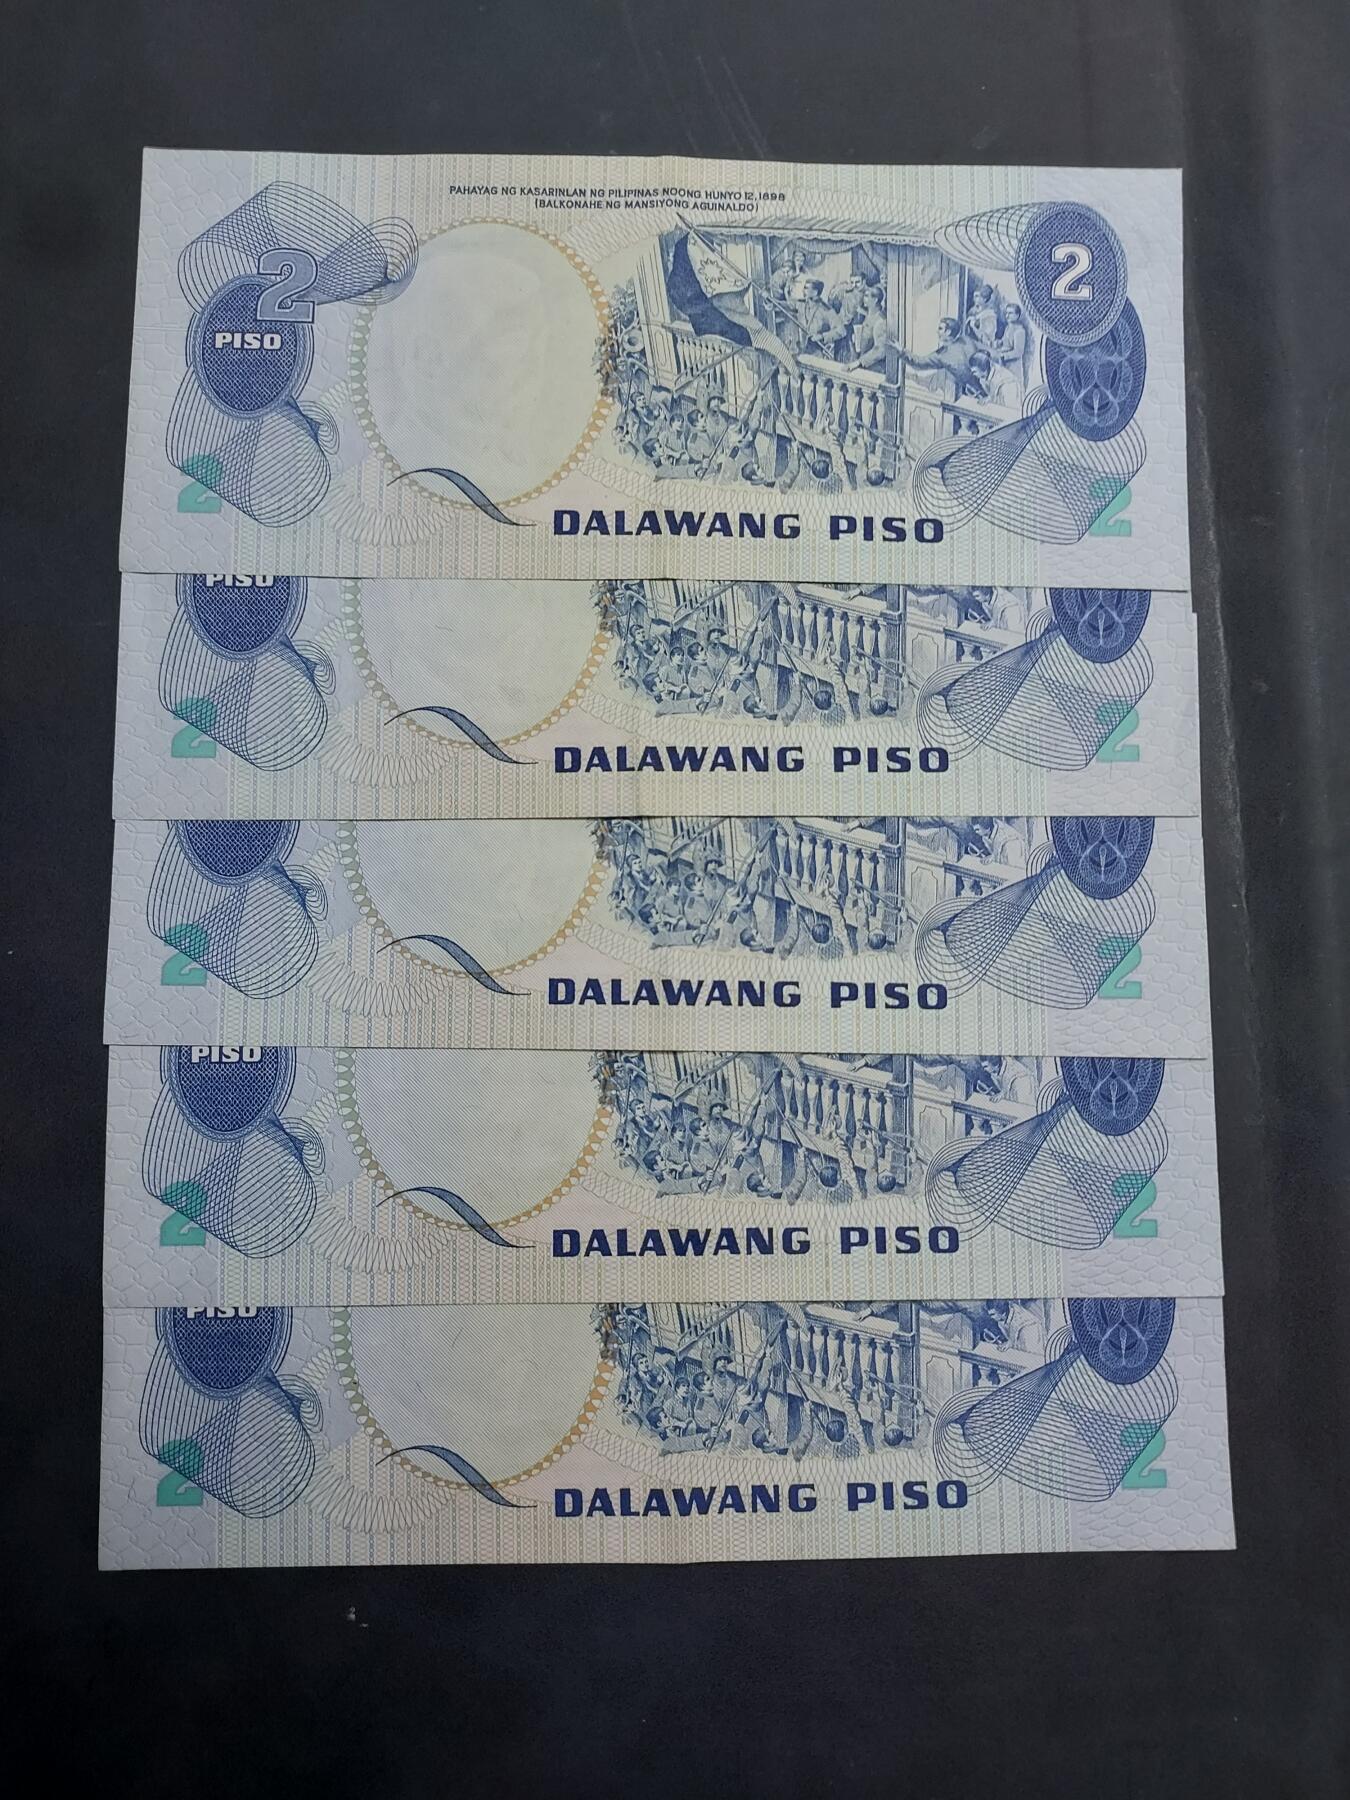 PAHAYAG NG KASARINLAN NG PILIPINAS NOONG HUNYO 12, 1898
(BALKONAHE NG MANSIYONG AGUINALDO)
2
PISO
2
2
2
DALAWANG PISO
PISO
2
2
DALAWANG PISO
2
2
DALAWANG PISO
PISO
2
2
DALAWANG PISO
PISO
2
2
DALAWANG PISO